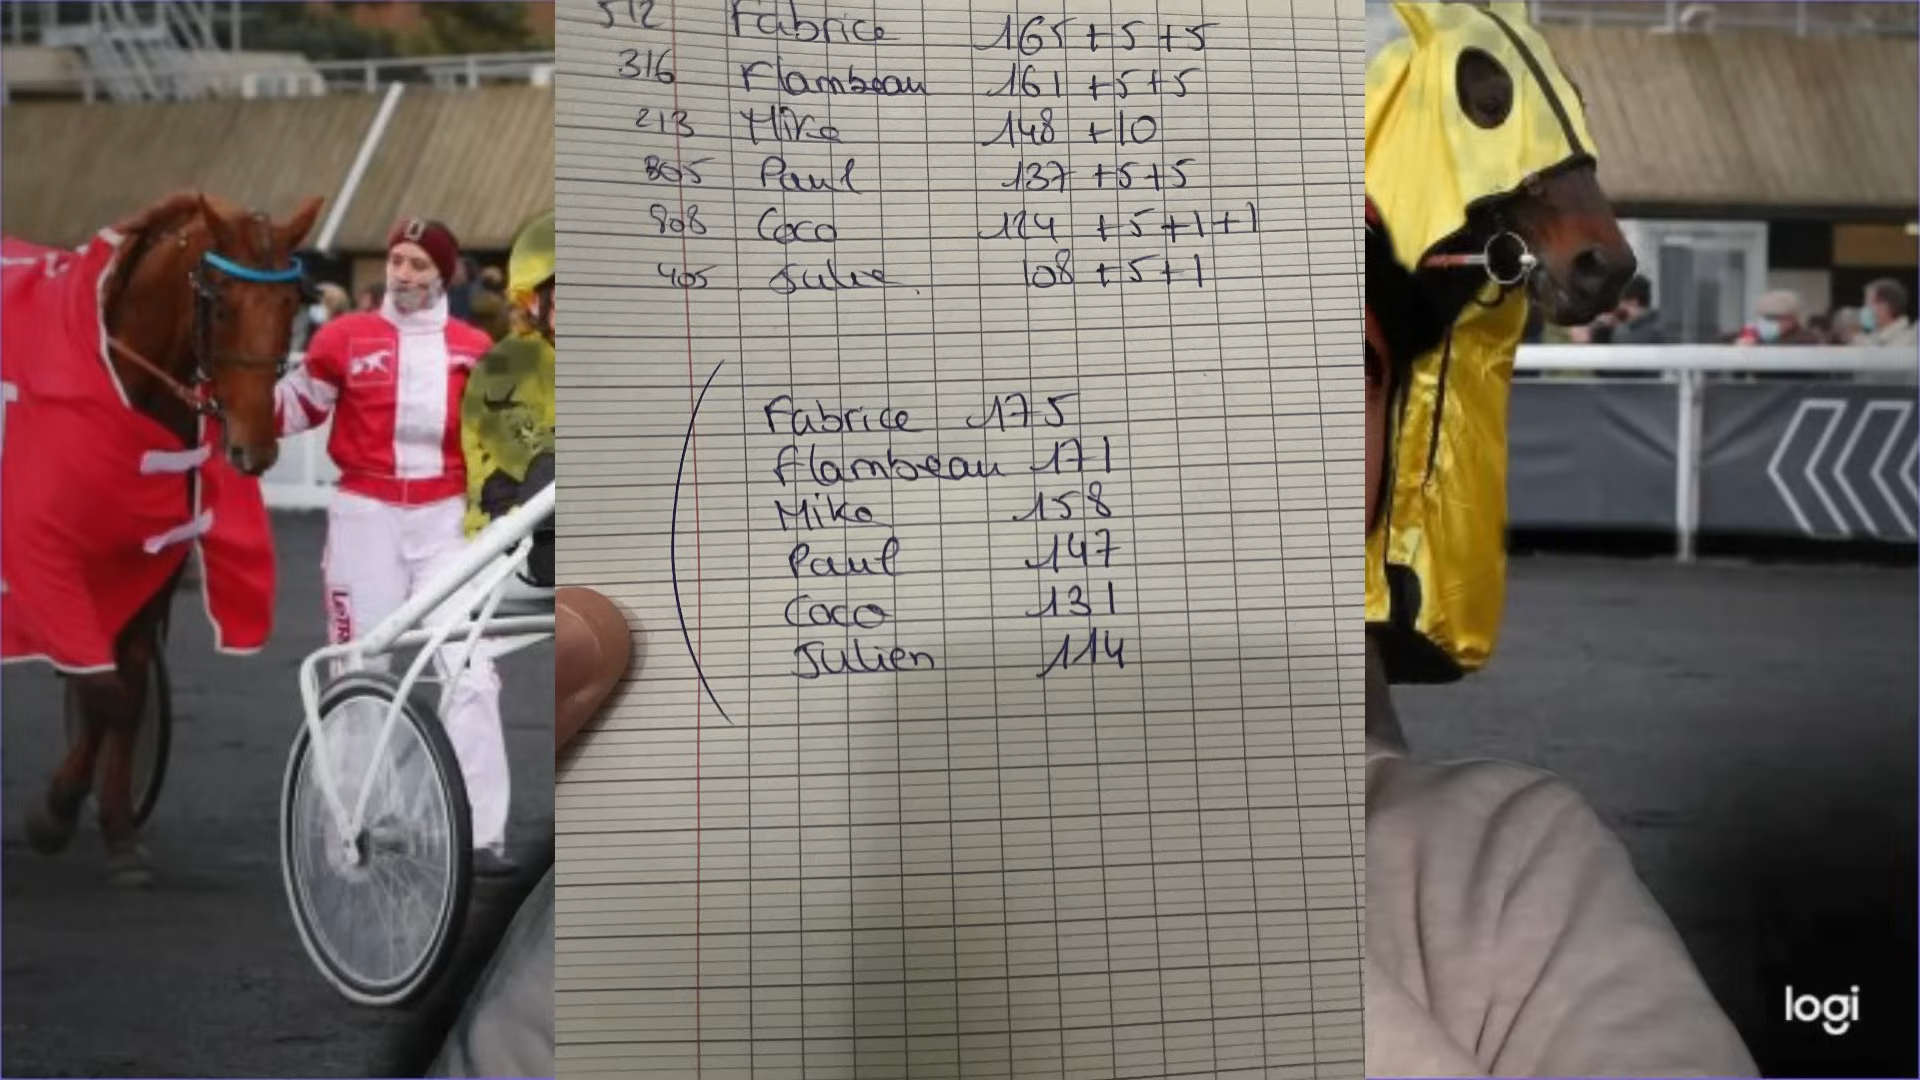 512 Fabrice 165 +5 +5
316 Flambeau 161 +5+5
213 Mike 148 +10
805 Paul 137 +5+5
908 Coco 124 +5+1+1
405 Julie 108 +5+1
Fabrice 175
Flambeau 171
Mike 158
Paul 147
Coco 131
Julien 114
logi